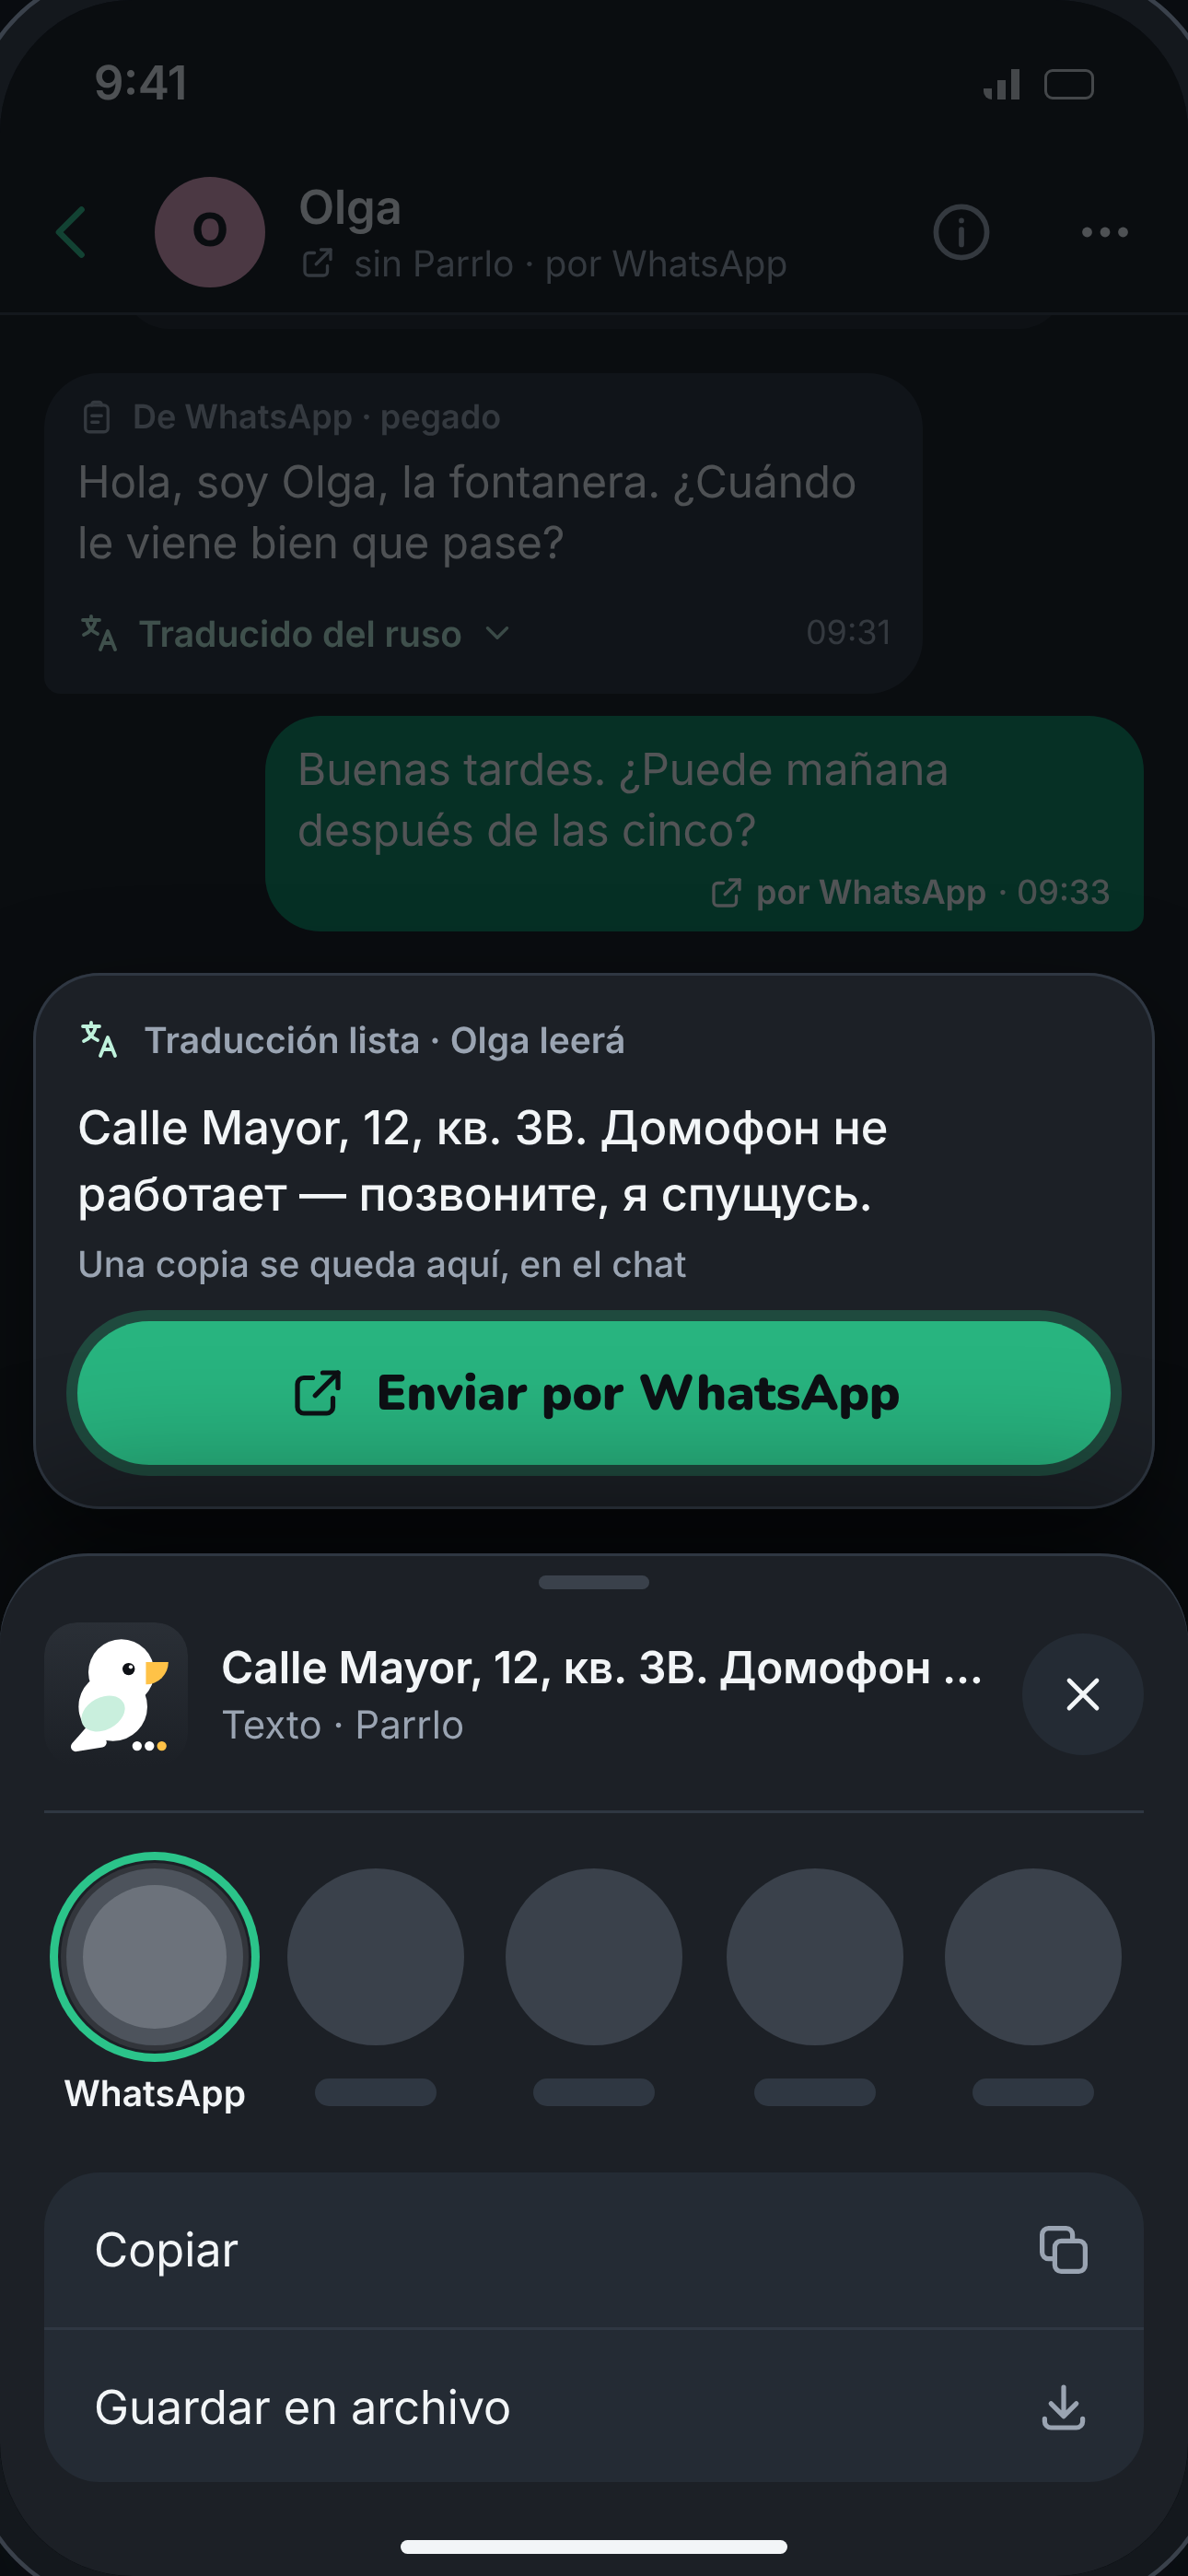 9:41
O
Olga
sin Parrlo · por WhatsApp
De WhatsApp · pegado
Hola, soy Olga, la fontanera. ¿Cuándo
le viene bien que pase?
Traducido del ruso
09:31
Buenas tardes. ¿Puede mañana
después de las cinco?
por WhatsApp · 09:33
Traducción lista · Olga leerá
Calle Mayor, 12, кв. 3B. Домофон не
работает — позвоните, я спущусь.
Una copia se queda aquí, en el chat
Enviar por WhatsApp
Calle Mayor, 12, кв. 3B. Домофон ...
Texto · Parrlo
WhatsApp
Copiar
Guardar en archivo